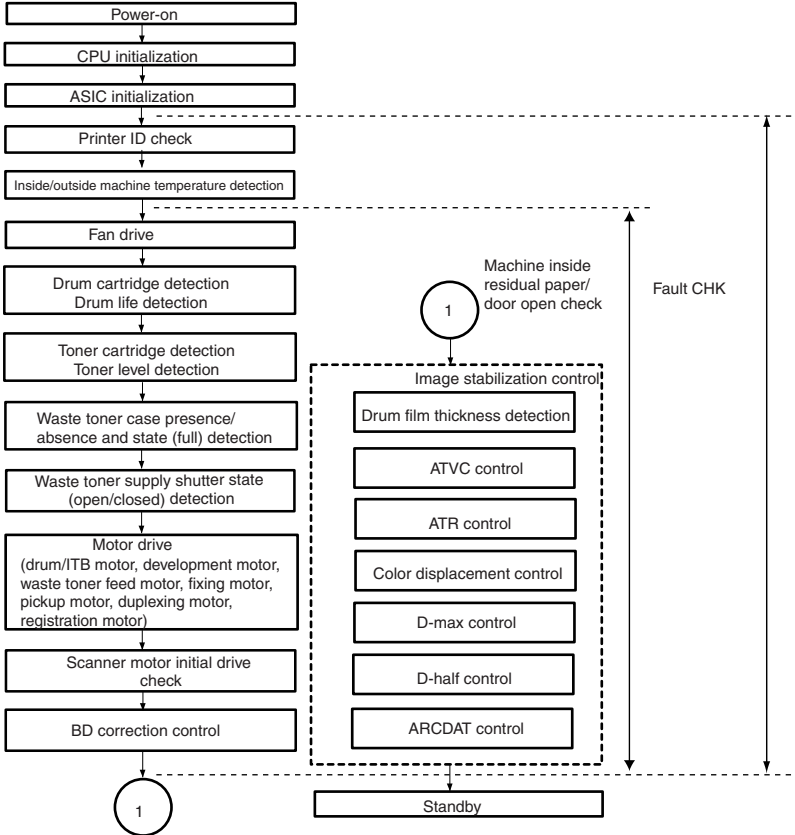 Power-on
CPU initialization
ASIC initialization
Printer ID check
Inside/outside machine temperature detection
Fan drive
Drum cartridge detection
Drum life detection
Toner cartridge detection
Toner level detection
Waste toner case presence/
absence and state (full) detection
Waste toner supply shutter state
(open/closed) detection
Motor drive
(drum/ITB motor, development motor,
waste toner feed motor, fixing motor,
pickup motor, duplexing motor,
registration motor)
Scanner motor initial drive
check
BD correction control
1
1
Machine inside
residual paper/
door open check
Fault CHK
Image stabilization control
Drum film thickness detection
ATVC control
ATR control
Color displacement control
D-max control
D-half control
ARCDAT control
Standby